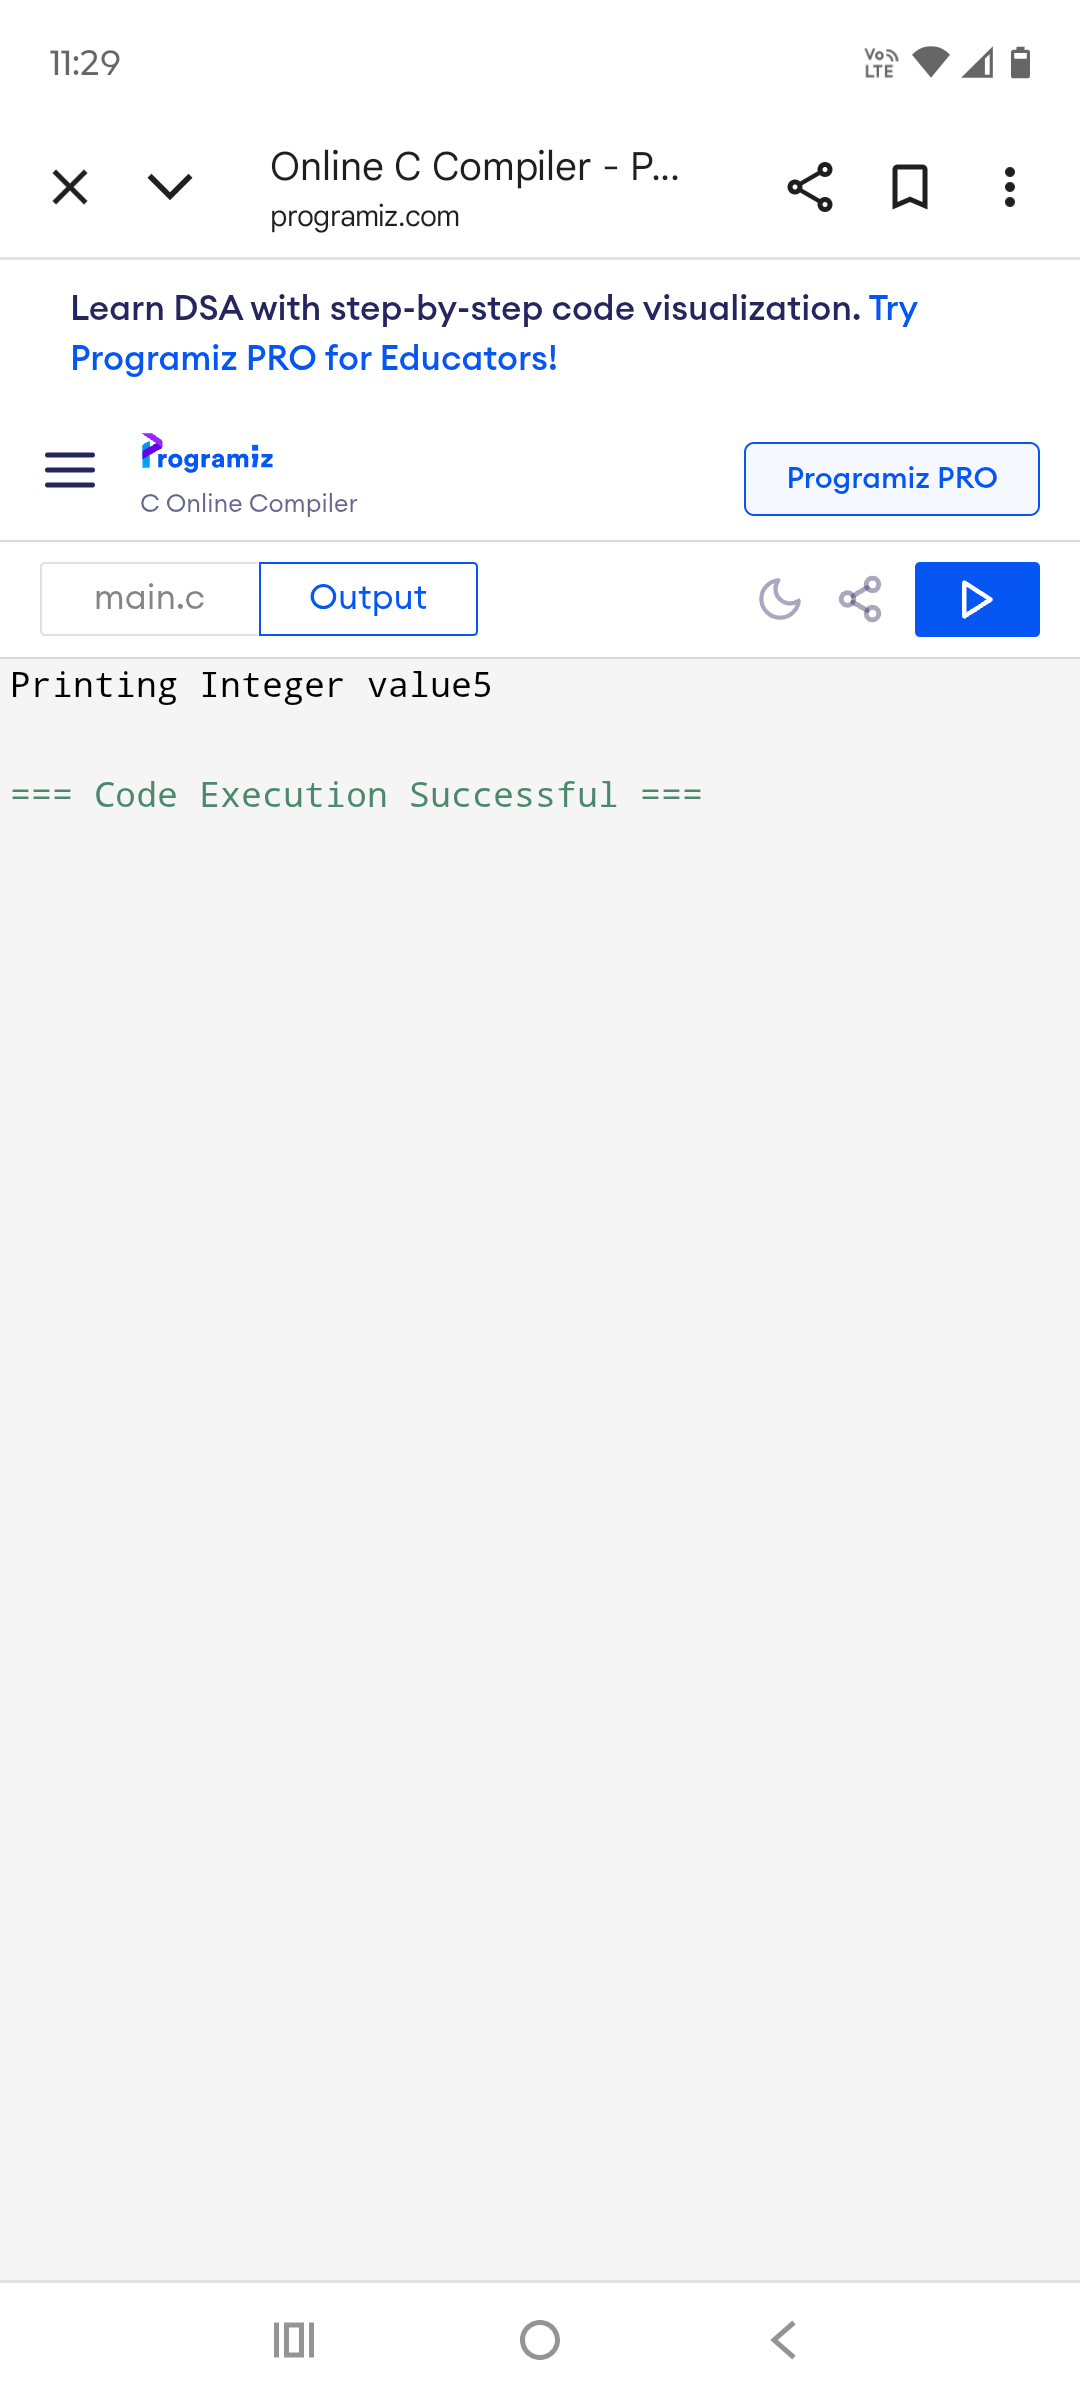 11:29
Vo
LTE
Online C Compiler - P...
programiz.com
Learn DSA with step-by-step code visualization. Try
Programiz PRO for Educators!
Programiz
C Online Compiler
Programiz PRO
main.c
Output
Printing Integer value5
=== Code Execution Successful ===